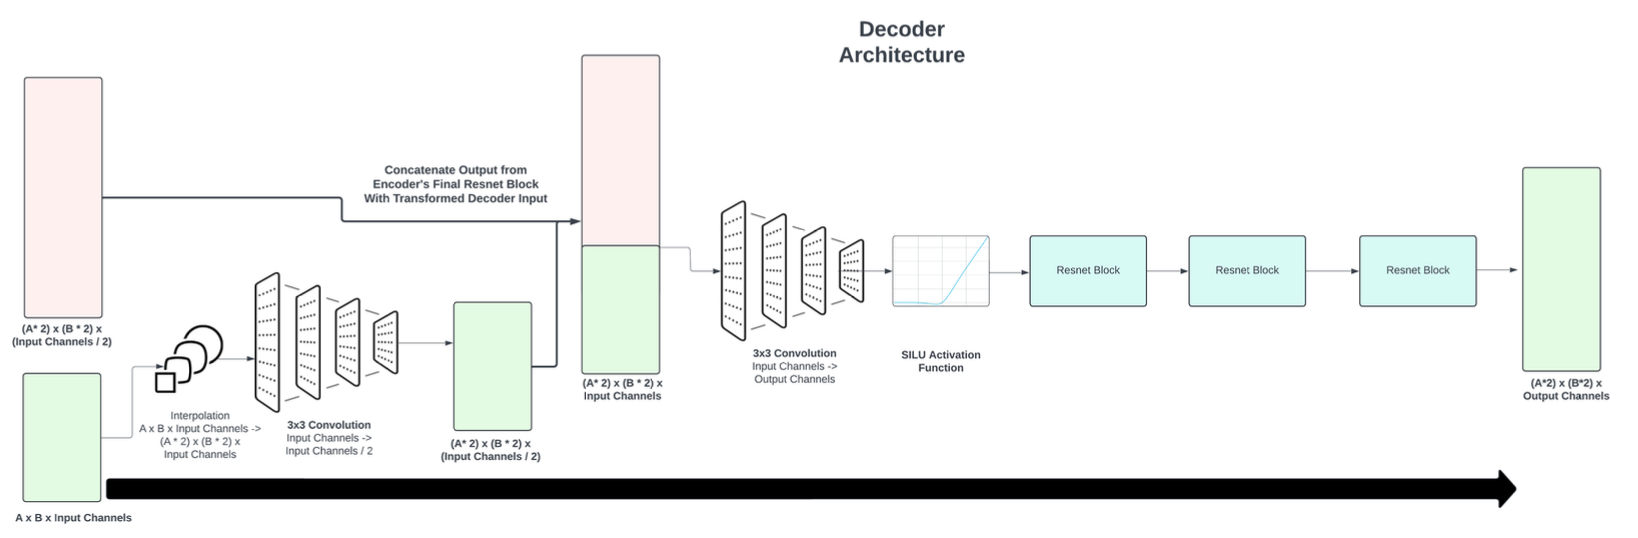 Decoder
Architecture
Concatenate Output from
Encoder's Final Resnet Block
With Transformed Decoder Input
(A* 2) x (B * 2) x
(Input Channels / 2)
A x B x Input Channels
Interpolation
A x B x Input Channels ->
(A * 2) x (B * 2) x
Input Channels
3x3 Convolution
Input Channels ->
Input Channels / 2
(A* 2) x (B * 2) x
(Input Channels / 2)
(A* 2) x (B * 2) x
Input Channels
3x3 Convolution
Input Channels ->
Output Channels
SILU Activation
Function
Resnet Block
Resnet Block
Resnet Block
(A*2) x (B*2) x
Output Channels